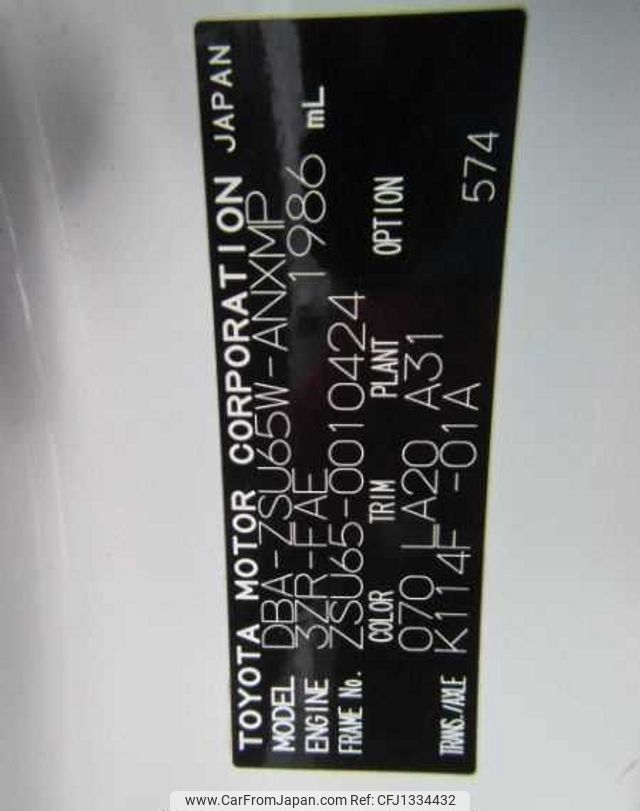 TOYOTA MOTOR CORPORATION JAPAN
MODEL DBA-ZSU65W-ANXMP
ENGINE 3ZR-FAE 1986 mL
FRAME No. ZSU65-0010424
COLOR TRIM PLANT OPTION
070 LA20 A31
TRANS./AXLE K114F -01A 574
www.CarFromJapan.com Ref: CFJ1334432